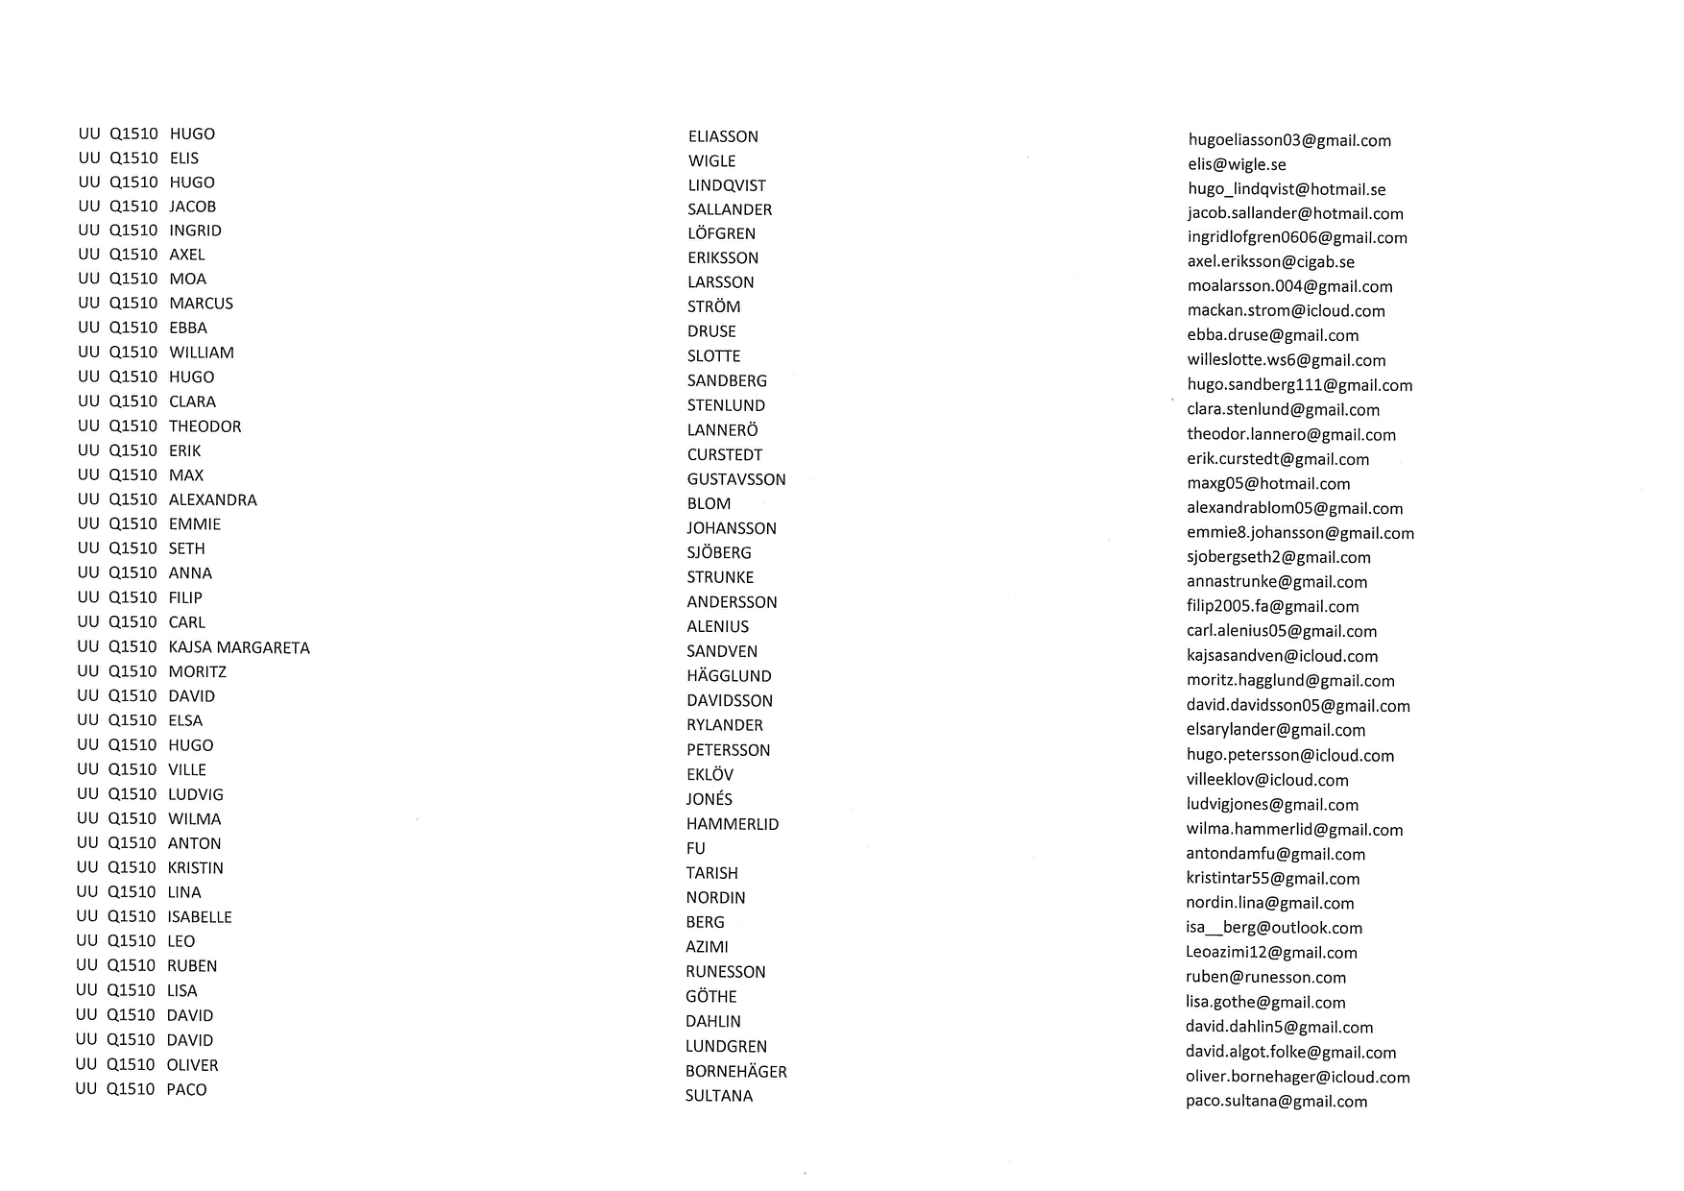 UU Q1510 HUGO ELIASSON hugoeliasson03@gmail.com
UU Q1510 ELIS WIGLE elis@wigle.se
UU Q1510 HUGO LINDQVIST hugo_lindqvist@hotmail.se
UU Q1510 JACOB SALLANDER jacob.sallander@hotmail.com
UU Q1510 INGRID LÖFGREN ingridlofgren0606@gmail.com
UU Q1510 AXEL ERIKSSON axel.eriksson@cigab.se
UU Q1510 MOA LARSSON moalarsson.004@gmail.com
UU Q1510 MARCUS STRÖM mackan.strom@icloud.com
UU Q1510 EBBA DRUSE ebba.druse@gmail.com
UU Q1510 WILLIAM SLOTTE willeslotte.ws6@gmail.com
UU Q1510 HUGO SANDBERG hugo.sandberg111@gmail.com
UU Q1510 CLARA STENLUND clara.stenlund@gmail.com
UU Q1510 THEODOR LANNERÖ theodor.lannero@gmail.com
UU Q1510 ERIK CURSTEDT erik.curstedt@gmail.com
UU Q1510 MAX GUSTAVSSON maxg05@hotmail.com
UU Q1510 ALEXANDRA BLOM alexandrablom05@gmail.com
UU Q1510 EMMIE JOHANSSON emmie8.johansson@gmail.com
UU Q1510 SETH SJÖBERG sjobergseth2@gmail.com
UU Q1510 ANNA STRUNKE annastrunke@gmail.com
UU Q1510 FILIP ANDERSSON filip2005.fa@gmail.com
UU Q1510 CARL ALENIUS carl.alenius05@gmail.com
UU Q1510 KAJSA MARGARETA SANDVEN kajsasandven@icloud.com
UU Q1510 MORITZ HÄGGLUND moritz.hagglund@gmail.com
UU Q1510 DAVID DAVIDSSON david.davidsson05@gmail.com
UU Q1510 ELSA RYLANDER elsarylander@gmail.com
UU Q1510 HUGO PETERSSON hugo.petersson@icloud.com
UU Q1510 VILLE EKLÖV villeeklov@icloud.com
UU Q1510 LUDVIG JONÉS ludvigjones@gmail.com
UU Q1510 WILMA HAMMERLID wilma.hammerlid@gmail.com
UU Q1510 ANTON FU antondamfu@gmail.com
UU Q1510 KRISTIN TARISH kristintar55@gmail.com
UU Q1510 LINA NORDIN nordin.lina@gmail.com
UU Q1510 ISABELLE BERG isa__berg@outlook.com
UU Q1510 LEO AZIMI Leoazimi12@gmail.com
UU Q1510 RUBEN RUNESSON ruben@runesson.com
UU Q1510 LISA GÖTHE lisa.gothe@gmail.com
UU Q1510 DAVID DAHLIN david.dahlin5@gmail.com
UU Q1510 DAVID LUNDGREN david.algot.folke@gmail.com
UU Q1510 OLIVER BORNEHÄGER oliver.bornehager@icloud.com
UU Q1510 PACO SULTANA paco.sultana@gmail.com